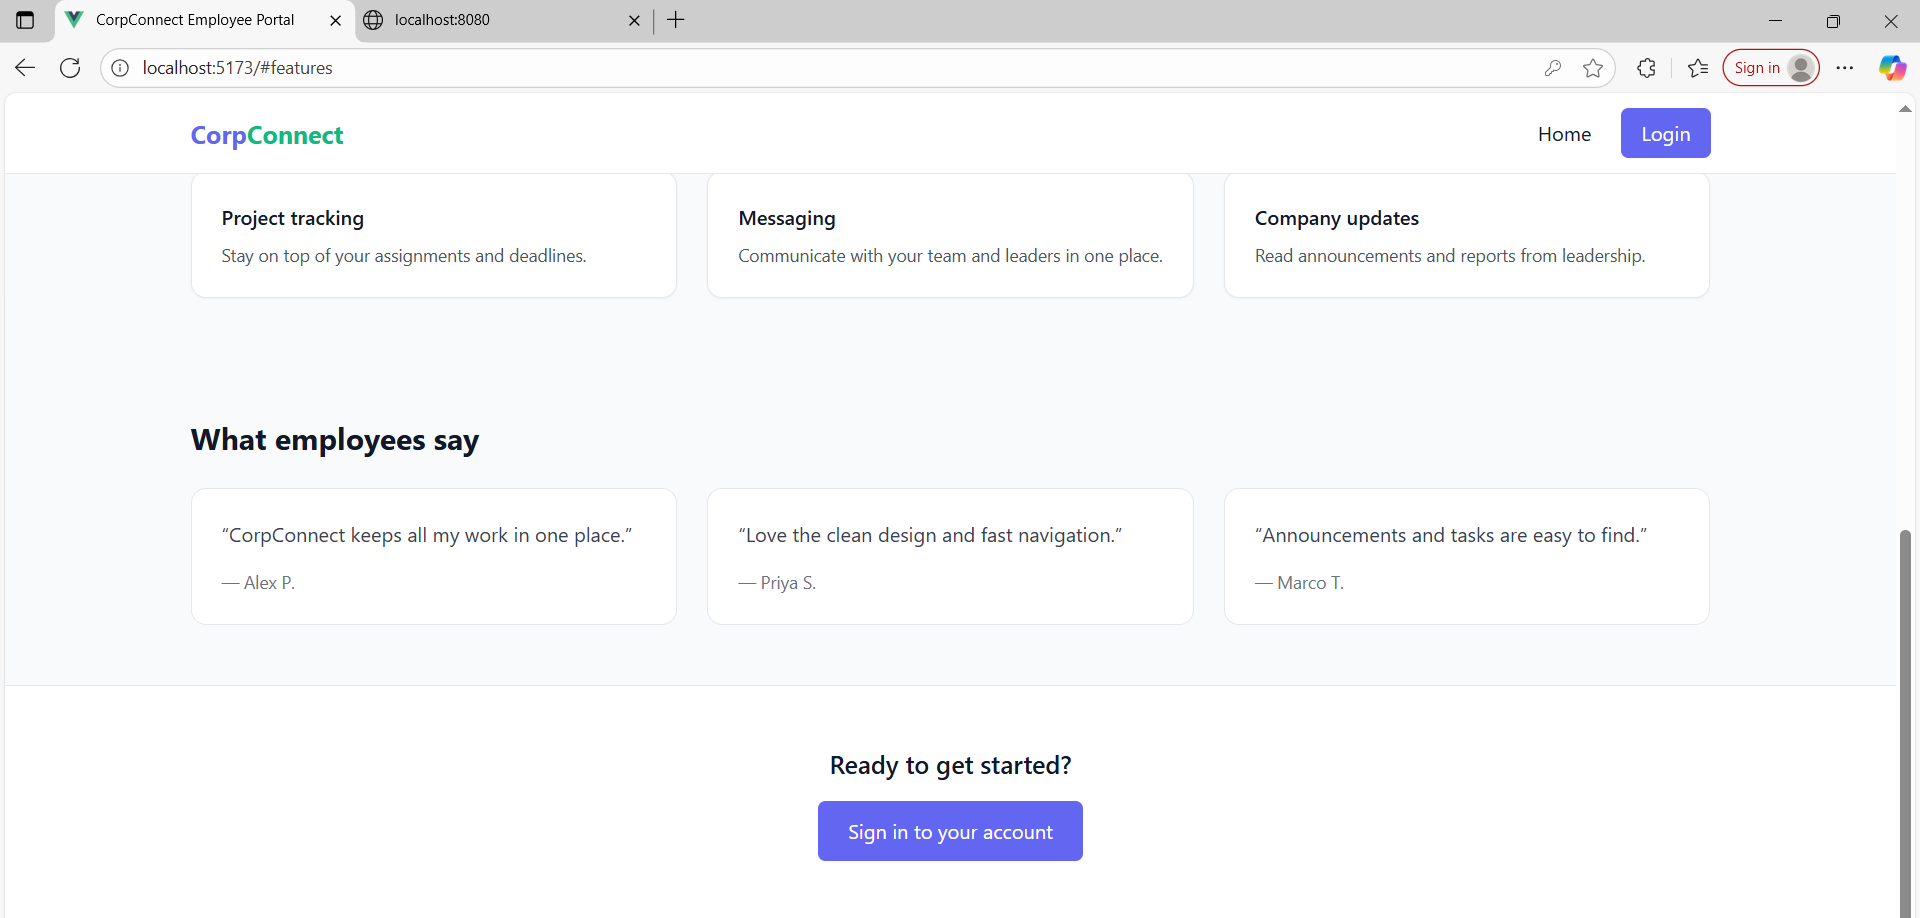 CorpConnect Employee Portal
localhost:8080
localhost:5173/#features
Sign in
CorpConnect
Home
Login
Project tracking
Stay on top of your assignments and deadlines.
Messaging
Communicate with your team and leaders in one place.
Company updates
Read announcements and reports from leadership.
What employees say
“CorpConnect keeps all my work in one place.”
— Alex P.
“Love the clean design and fast navigation.”
— Priya S.
“Announcements and tasks are easy to find.”
— Marco T.
Ready to get started?
Sign in to your account